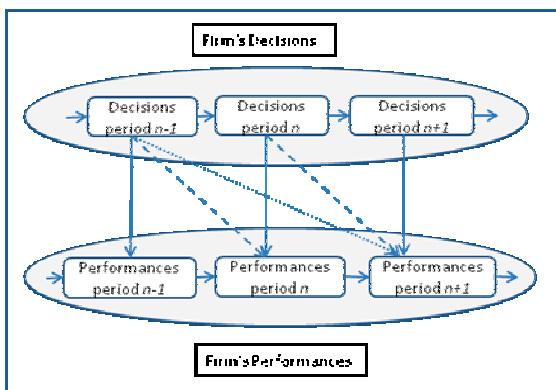 Firm's Decisions
Decisions
period n-1
Decisions
period n
Decisions
period n+1
Performances
period n-1
Performances
period n
Performances
period n+1
Firm's Performances